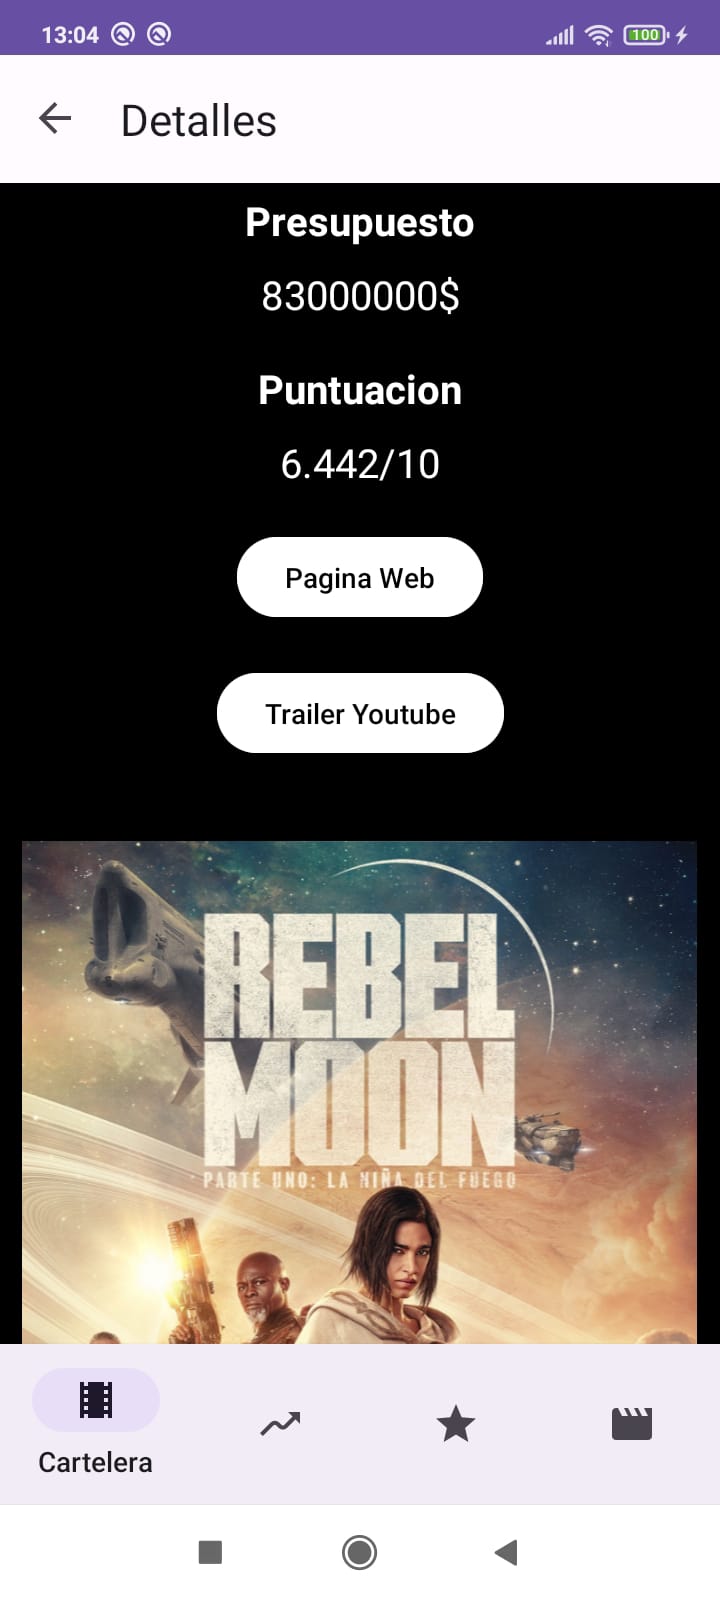 13:04
100
Detalles
Presupuesto
83000000$
Puntuacion
6.442/10
Pagina Web
Trailer Youtube
REBEL
MOON
PARTE UNO: LA NIÑA DEL FUEGO
Cartelera